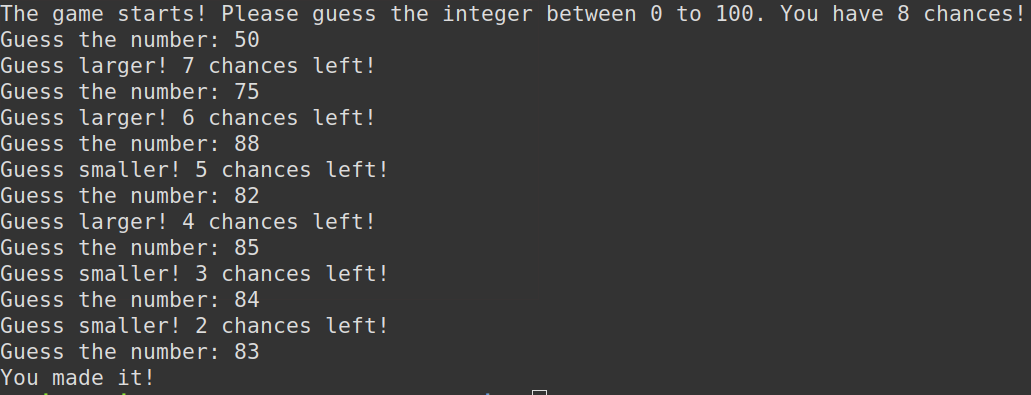 The game starts! Please guess the integer between 0 to 100. You have 8 chances!
Guess the number: 50
Guess larger! 7 chances left!
Guess the number: 75
Guess larger! 6 chances left!
Guess the number: 88
Guess smaller! 5 chances left!
Guess the number: 82
Guess larger! 4 chances left!
Guess the number: 85
Guess smaller! 3 chances left!
Guess the number: 84
Guess smaller! 2 chances left!
Guess the number: 83
You made it!